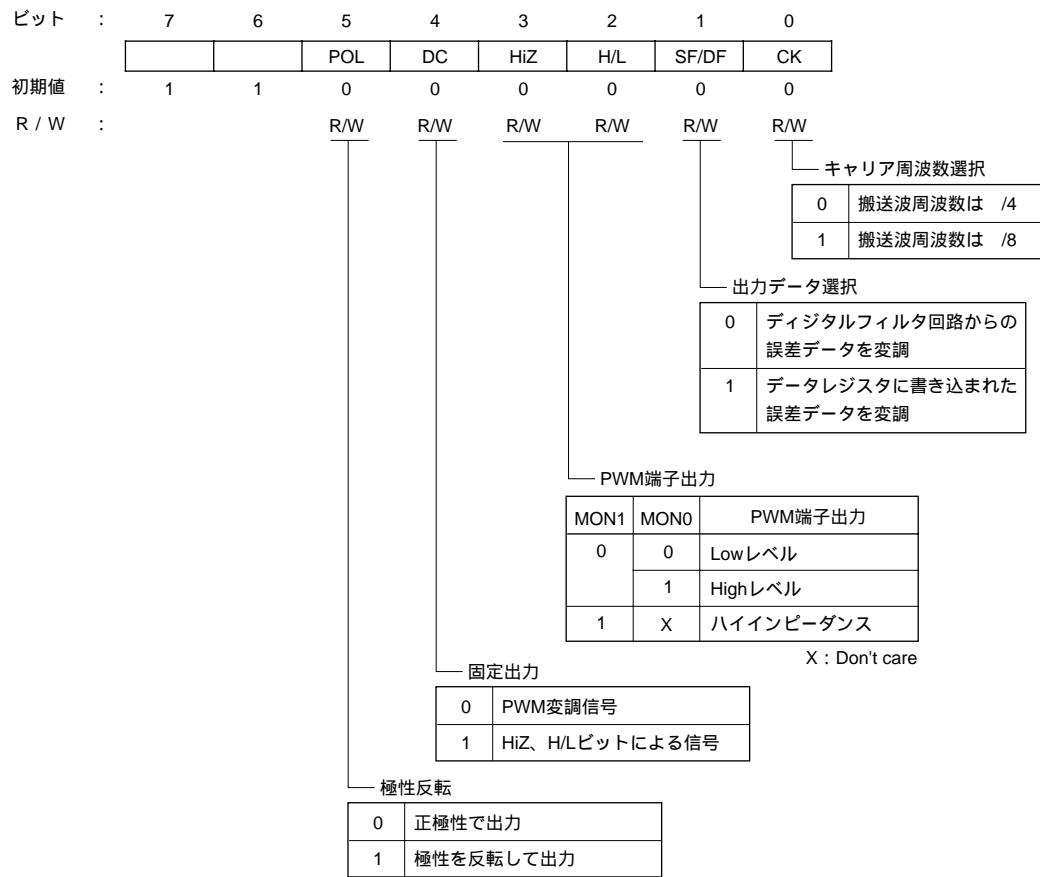 ビット : 7 6 5 4 3 2 1 0
POL DC HiZ H/L SF/DF CK
初期値 : 1 1 0 0 0 0 0 0
R / W : R/W R/W R/W R/W R/W R/W
キャリア周波数選択
0 搬送波周波数は /4
1 搬送波周波数は /8
出力データ選択
0 ディジタルフィルタ回路からの
誤差データを変調
1 データレジスタに書き込まれた
誤差データを変調
PWM端子出力
MON1 MON0 PWM端子出力
0 0 Lowレベル
1 Highレベル
1 X ハイインピーダンス
X : Don't care
固定出力
0 PWM変調信号
1 HiZ、H/Lビットによる信号
極性反転
0 正極性で出力
1 極性を反転して出力